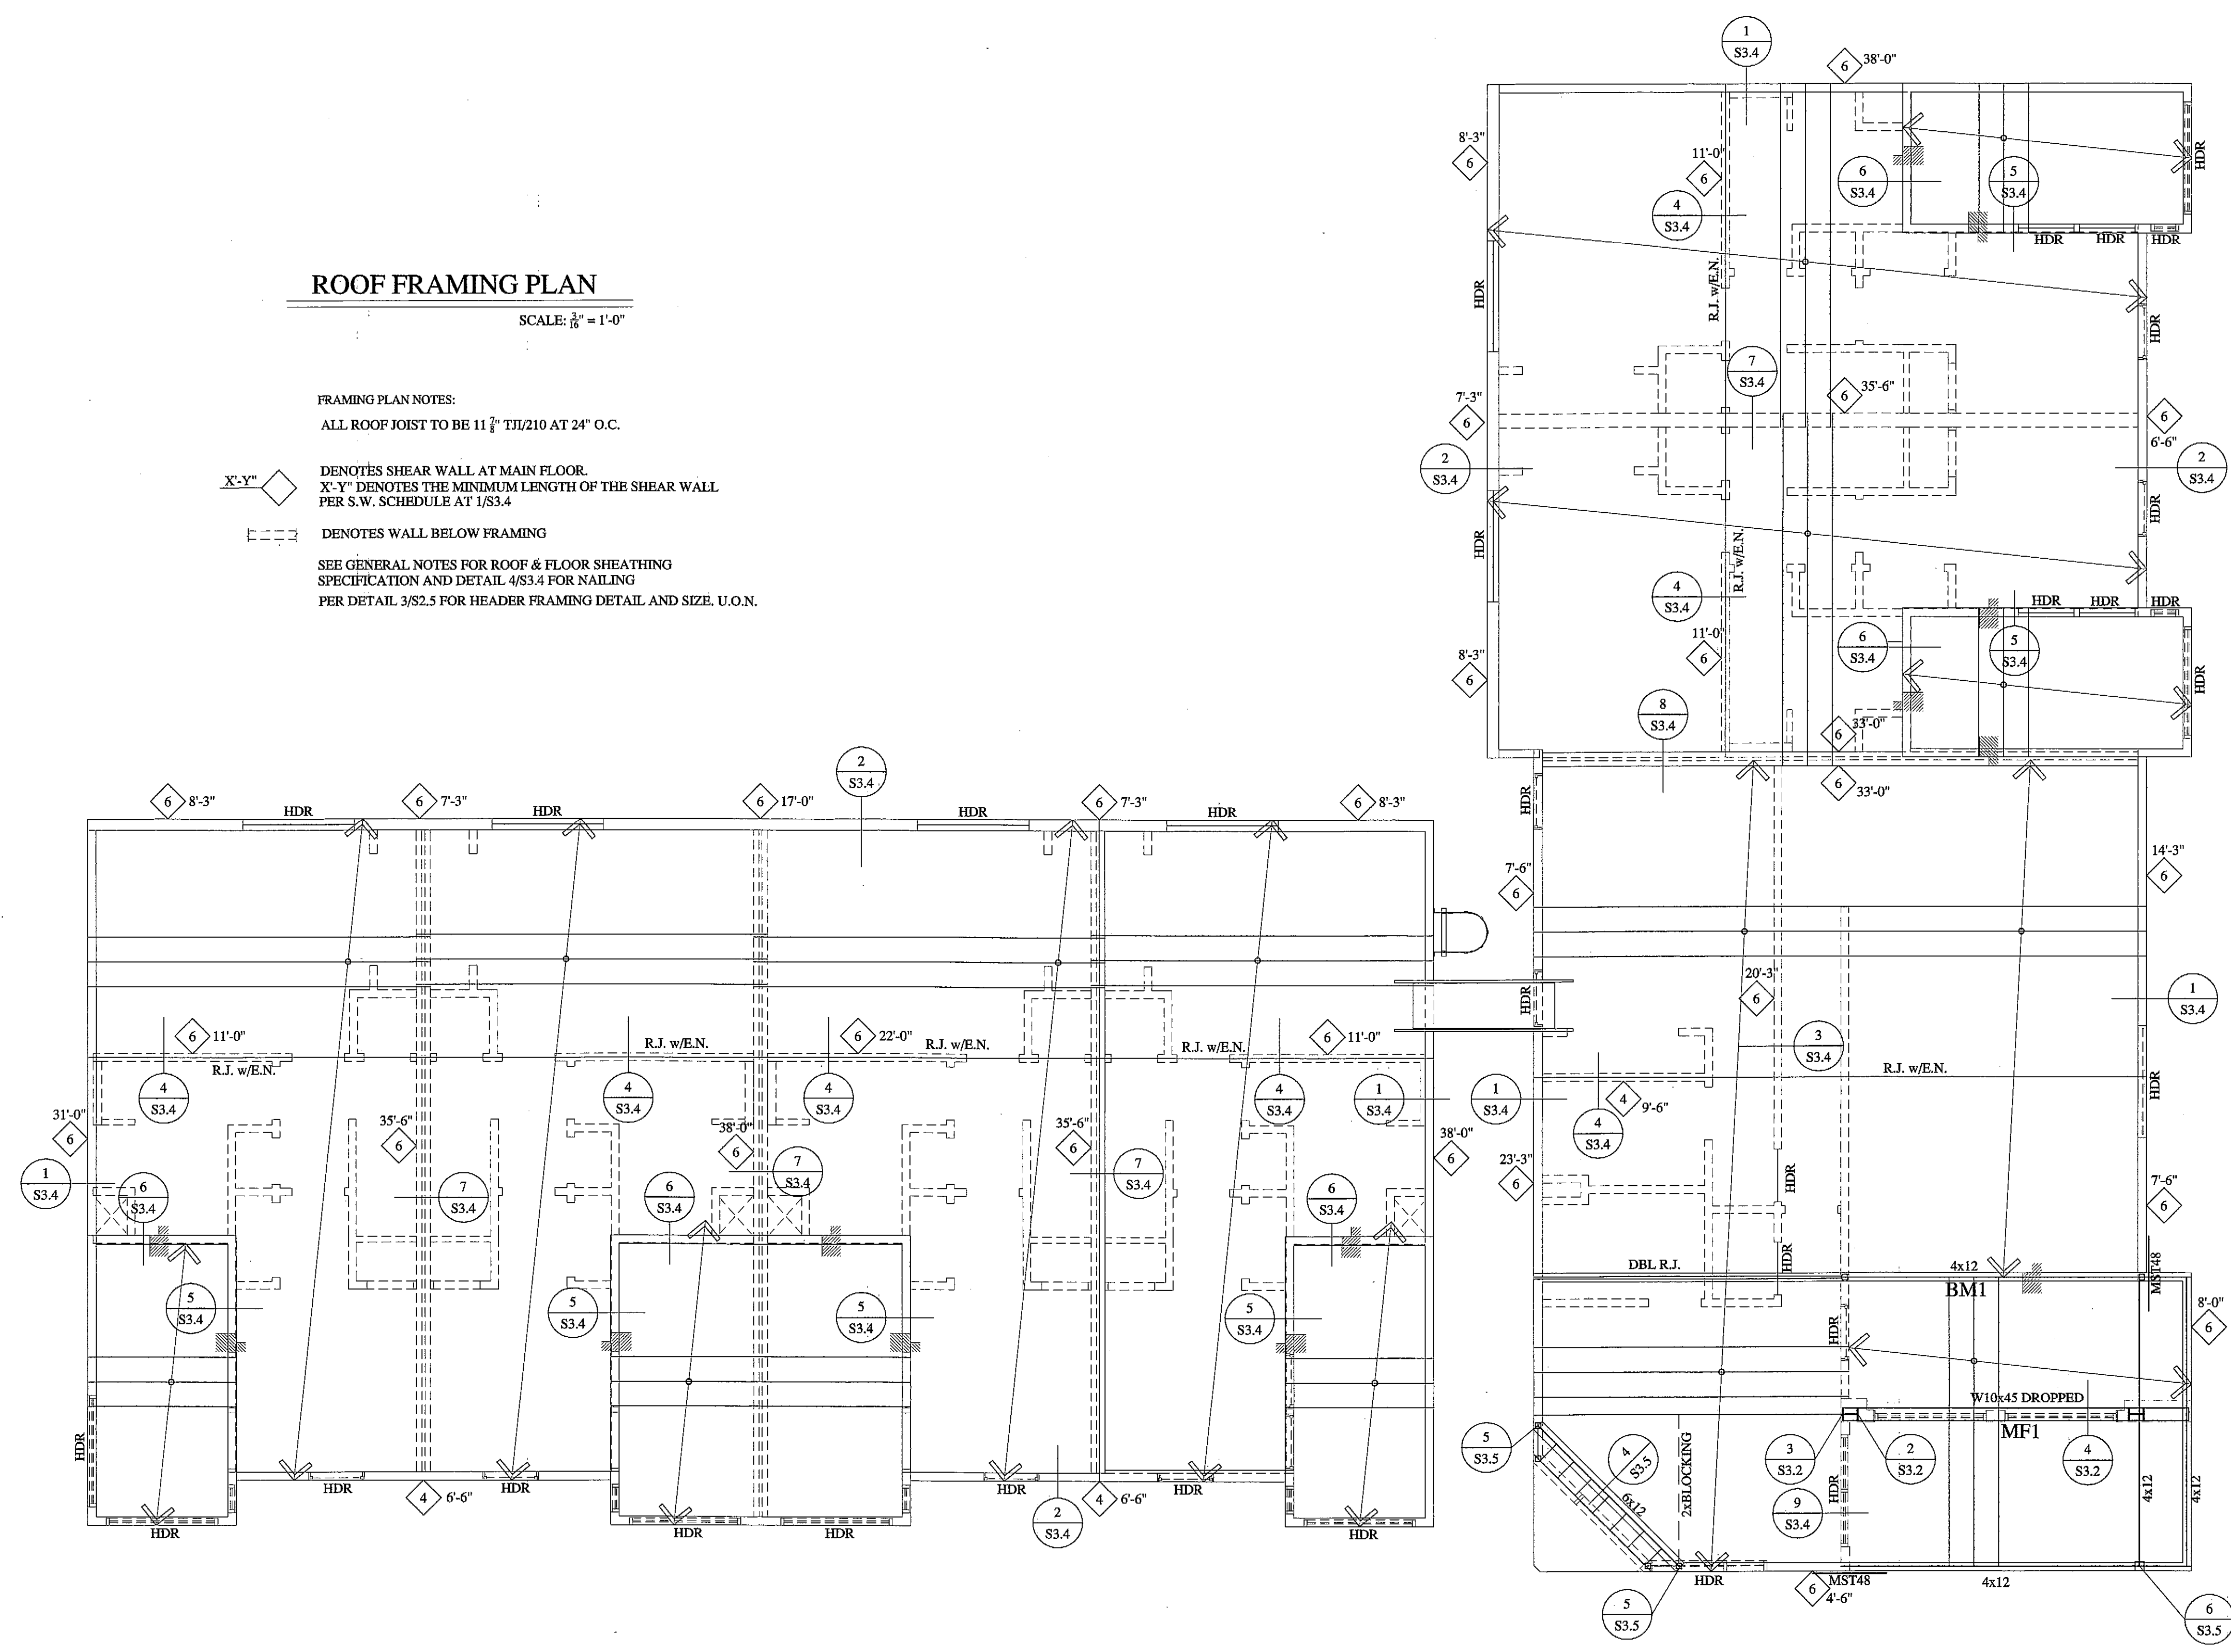 ROOF FRAMING PLAN
SCALE: 3/16" = 1'-0"
FRAMING PLAN NOTES:
ALL ROOF JOIST TO BE 11 7/8" TJI/210 AT 24" O.C.
X'-Y"
DENOTES SHEAR WALL AT MAIN FLOOR.
X'-Y" DENOTES THE MINIMUM LENGTH OF THE SHEAR WALL
PER S.W. SCHEDULE AT 1/S3.4
DENOTES WALL BELOW FRAMING
SEE GENERAL NOTES FOR ROOF & FLOOR SHEATHING
SPECIFICATION AND DETAIL 4/S3.4 FOR NAILING
PER DETAIL 3/S2.5 FOR HEADER FRAMING DETAIL AND SIZE. U.O.N.
1
S3.4
6 38'-0"
8'-3"
6
11'-0"
6
4
S3.4
6
S3.4
5
S3.4
HDR
HDR
HDR
HDR
R.J. w/E.N.
HDR
HDR
7
S3.4
6 35'-6"
7'-3"
6
6
6'-6"
2
S3.4
2
S3.4
HDR
HDR
R.J. w/E.N.
4
S3.4
11'-0"
6
8'-3"
6
HDR
HDR
HDR
6
S3.4
5
S3.4
HDR
8
S3.4
6 33'-0"
6 33'-0"
HDR
7'-6"
6
14'-3"
6
20'-3"
6
HDR
1
S3.4
3
S3.4
R.J. w/E.N.
HDR
1
S3.4
4
S3.4
4 9'-6"
23'-3"
6
HDR
7'-6"
6
HDR
DBL R.J.
4x12
BM1
MST48
8'-0"
6
HDR
W10x45 DROPPED
MF1
5
S3.5
4
S3.5
6x12
2xBLOCKING
3
S3.2
2
S3.2
4
S3.2
HDR
9
S3.4
4x12
4x12
HDR
MST48
6 4'-6"
4x12
5
S3.5
6
S3.5
2
S3.4
6 8'-3"
HDR
6 7'-3"
HDR
6 17'-0"
HDR
6 7'-3"
HDR
6 8'-3"
6 11'-0"
R.J. w/E.N.
R.J. w/E.N.
6 22'-0"
R.J. w/E.N.
R.J. w/E.N.
6 11'-0"
4
S3.4
4
S3.4
4
S3.4
4
S3.4
1
S3.4
31'-0"
6
35'-6"
6
38'-0"
6
35'-6"
6
38'-0"
6
1
S3.4
6
S3.4
7
S3.4
6
S3.4
7
S3.4
7
S3.4
6
S3.4
5
S3.4
5
S3.4
5
S3.4
5
S3.4
HDR
HDR
HDR
4 6'-6"
HDR
HDR
HDR
HDR
4 6'-6"
HDR
2
S3.4
HDR